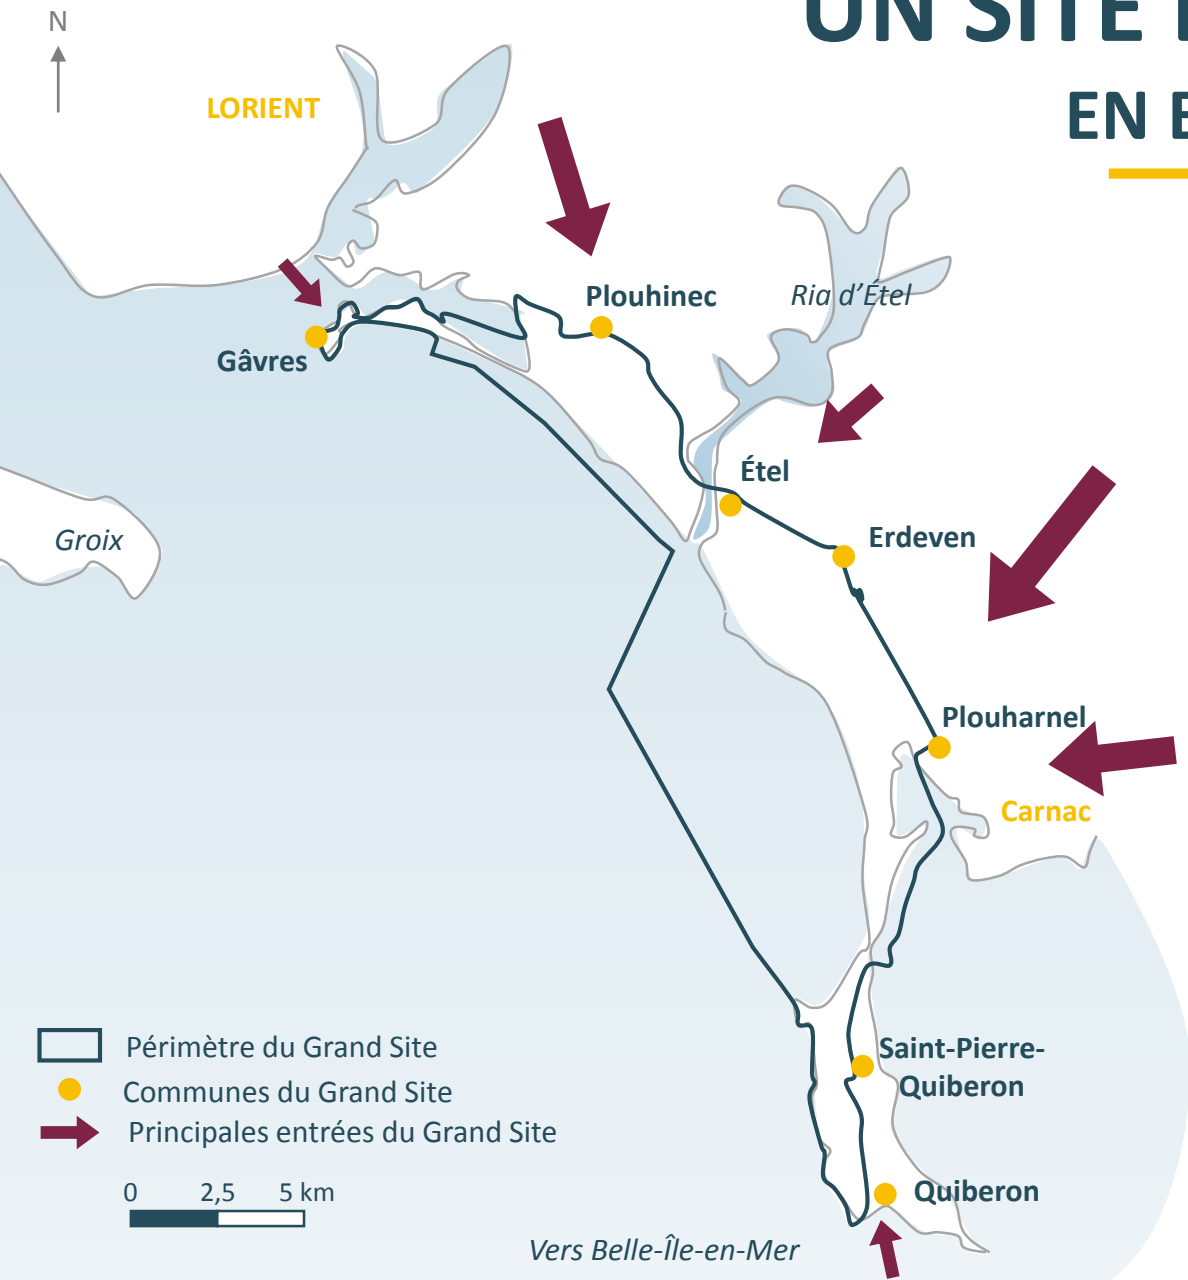 UN SITE
EN
N
LORIENT
Plouhinec
Ria d'Étel
Gâvres
Étel
Erdeven
Groix
Plouharnel
Carnac
Saint-Pierre-
Quiberon
Quiberon
Périmètre du Grand Site
Communes du Grand Site
Principales entrées du Grand Site
0 2,5 5 km
Vers Belle-Île-en-Mer